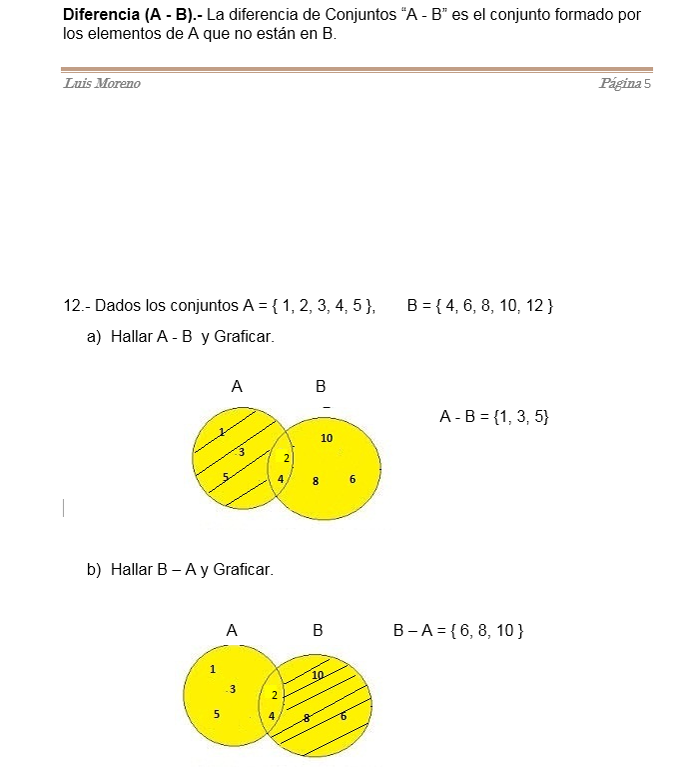 Diferencia (A - B).- La diferencia de Conjuntos “A - B” es el conjunto formado por
los elementos de A que no están en B.
Luis Moreno Página 5
12.- Dados los conjuntos A = { 1, 2, 3, 4, 5 }, B = { 4, 6, 8, 10, 12 }
a) Hallar A - B y Graficar.
A B
A - B = {1, 3, 5}
1 10
3 2
5 4 8 6
b) Hallar B – A y Graficar.
A B B – A = { 6, 8, 10 }
1 10
3 2
5 4 8 6